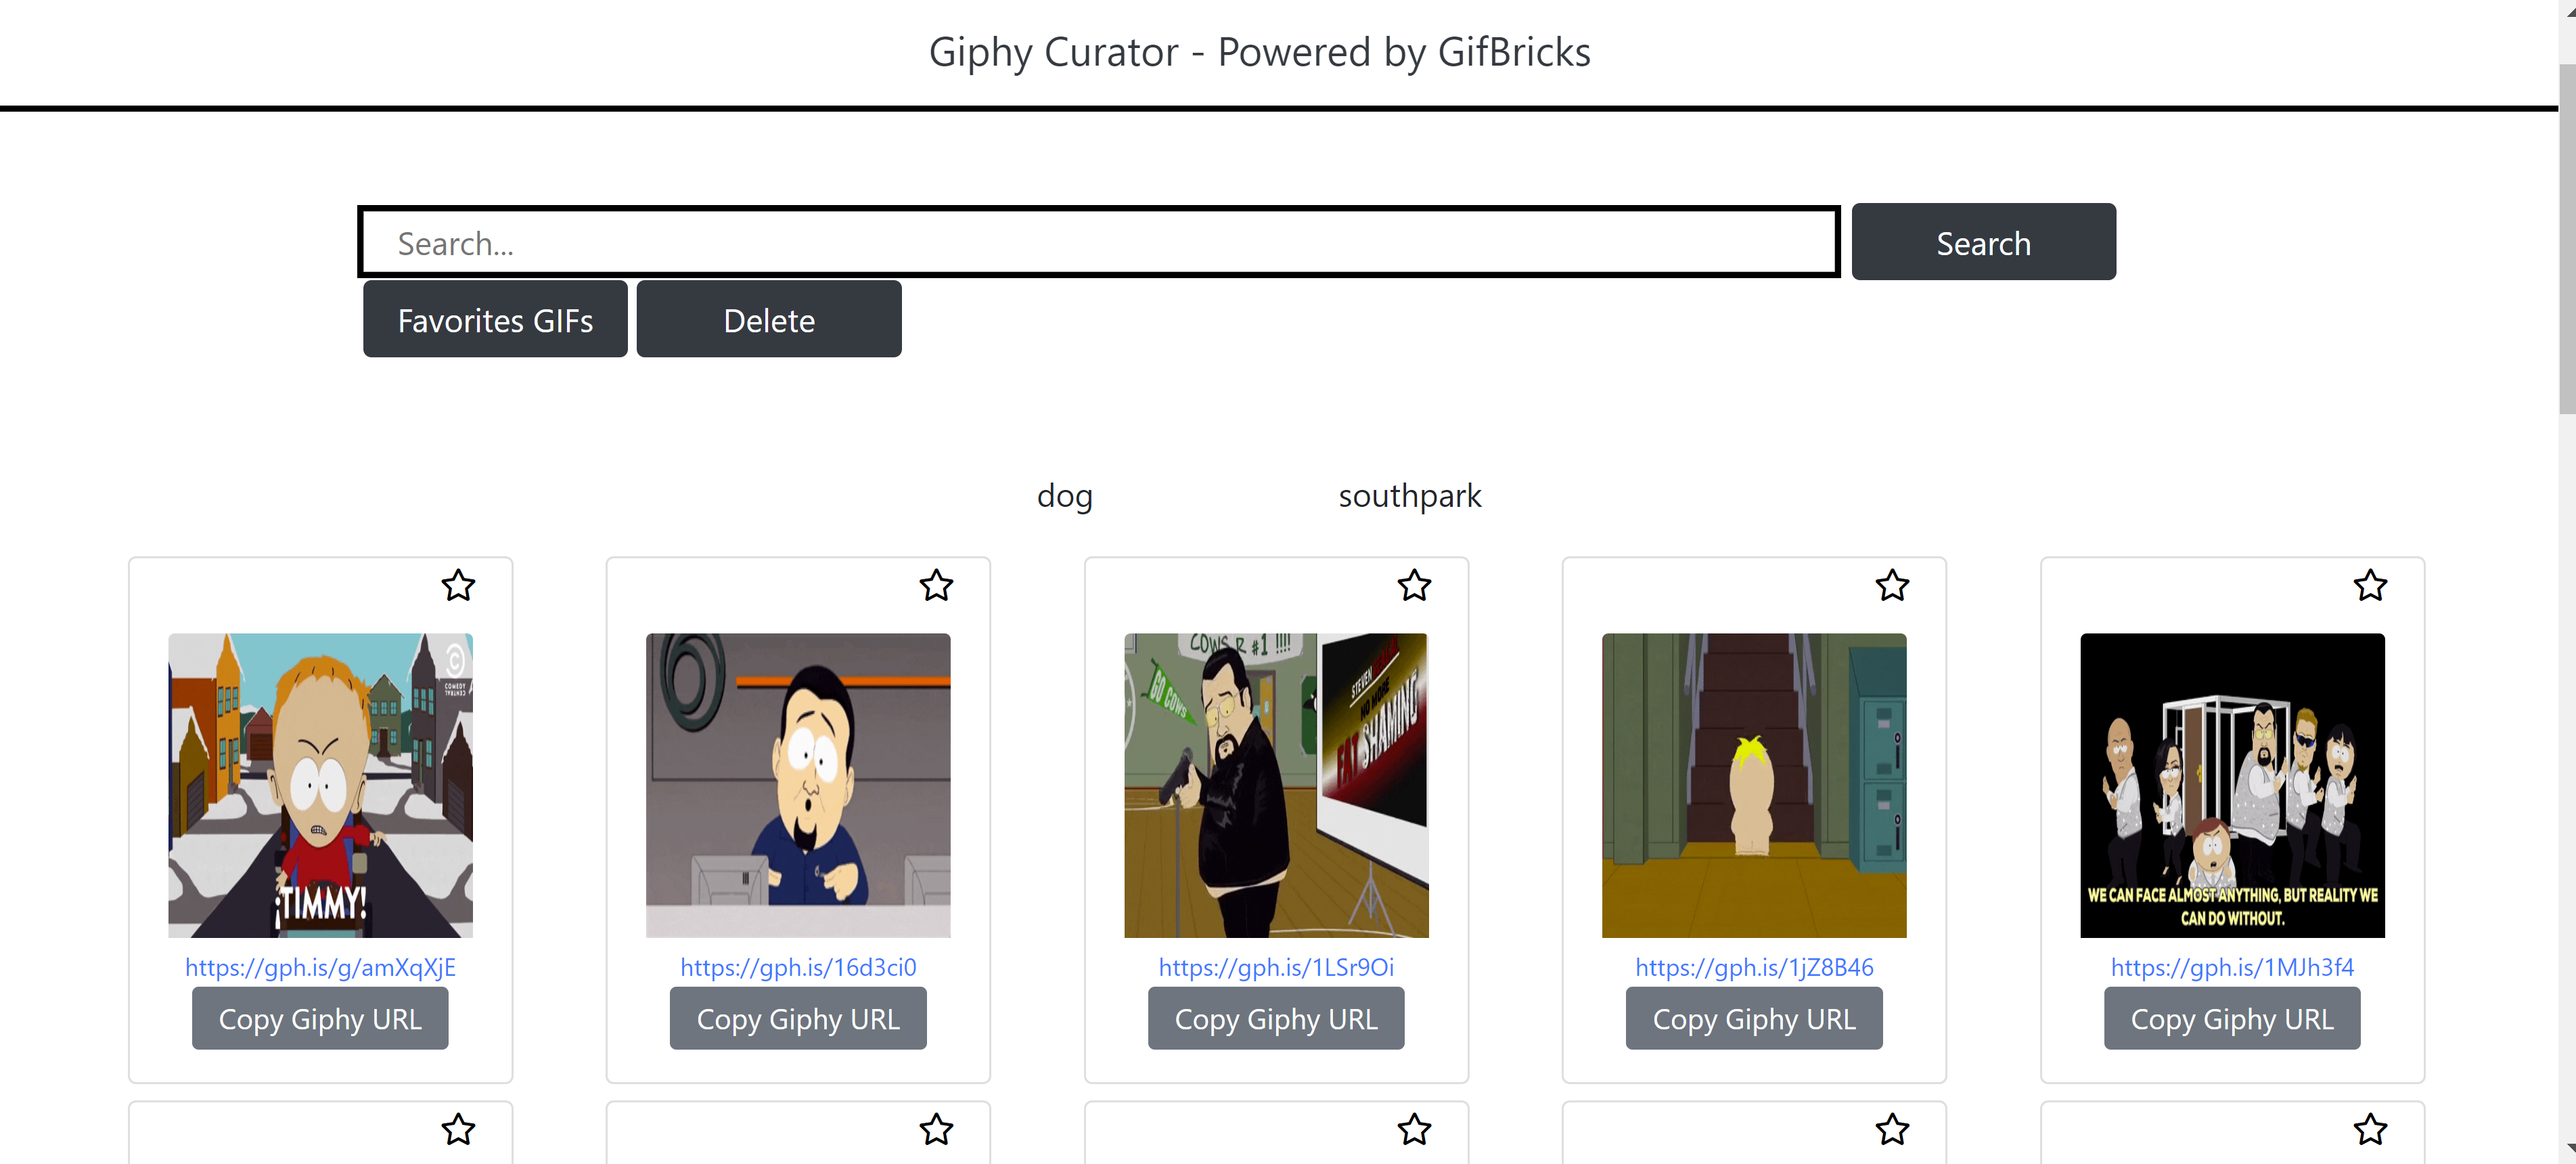 Giphy Curator - Powered by GifBricks
Search...
Search
Favorites GIFs
Delete
dog
southpark
COMEDY
CENTRAL
¡TIMMY!
COWS R #1 !!!!
GO COWS
STEVEN
NO MORE
FAT SHAMING
WE CAN FACE ALMOST ANYTHING, BUT REALITY WE
CAN DO WITHOUT.
https://gph.is/g/amXqXjE
https://gph.is/16d3ci0
https://gph.is/1LSr9Oi
https://gph.is/1jZ8B46
https://gph.is/1MJh3f4
Copy Giphy URL
Copy Giphy URL
Copy Giphy URL
Copy Giphy URL
Copy Giphy URL